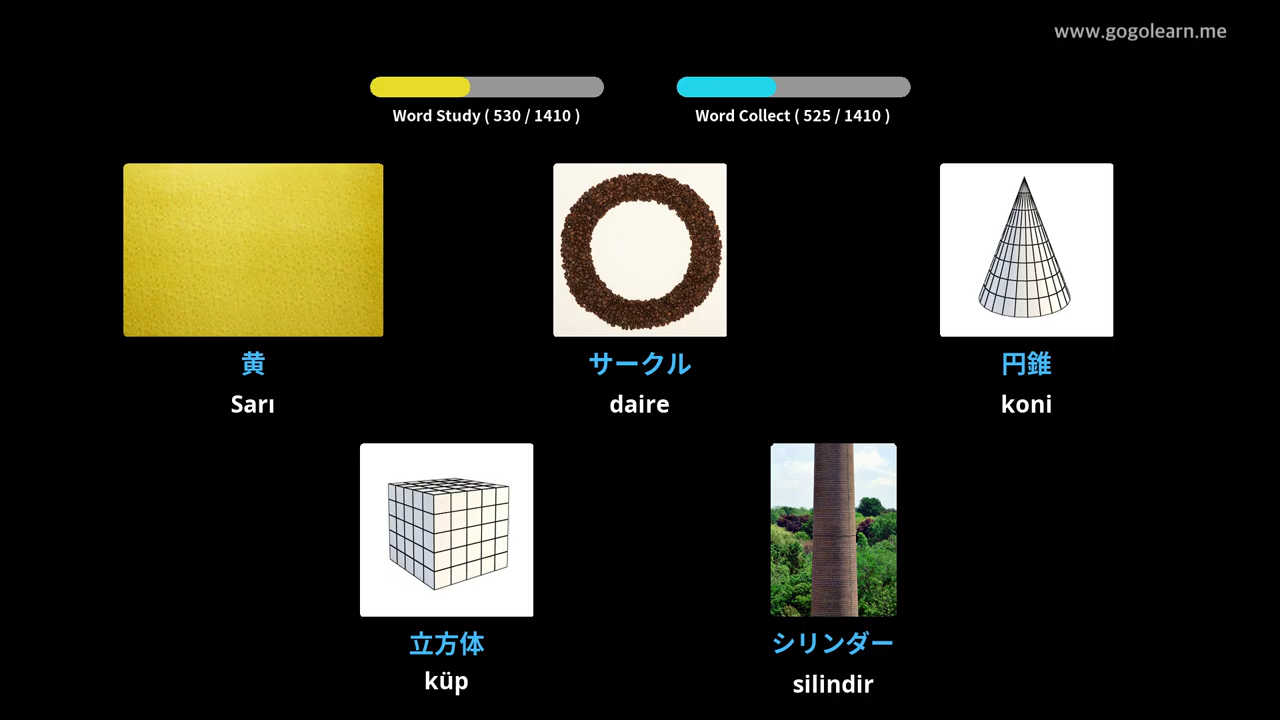 www.gogolearn.me
Word Study ( 530 / 1410 )
Word Collect ( 525 / 1410 )
黄
サークル
円錐
Sarı
daire
koni
立方体
シリンダー
küp
silindir